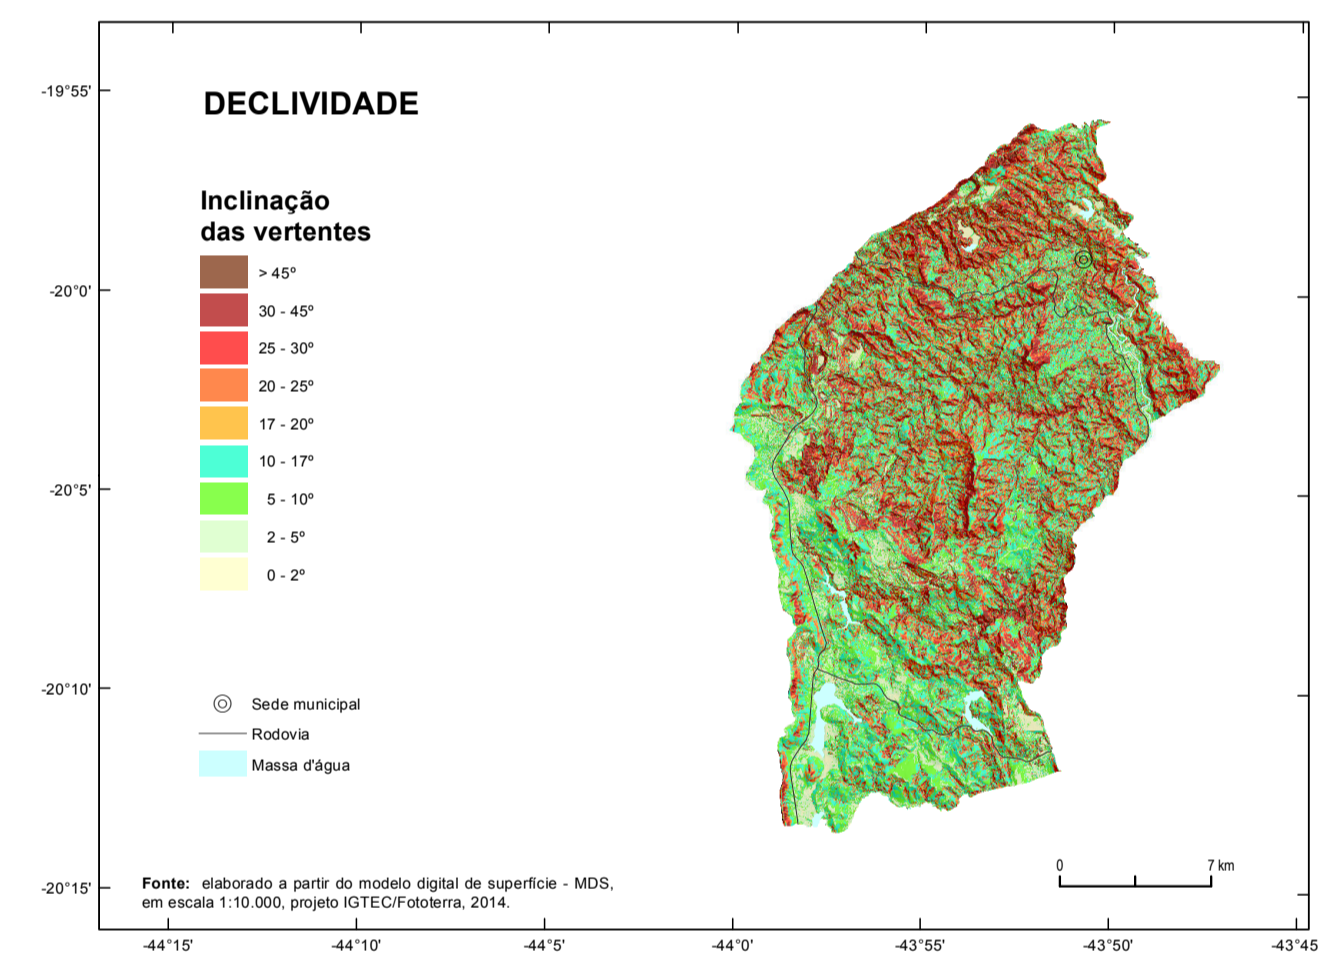 DECLIVIDADE
Inclinação
das vertentes
> 45º
30 - 45º
25 - 30º
20 - 25º
17 - 20º
10 - 17º
5 - 10º
2 - 5º
0 - 2º
Sede municipal
Rodovia
Massa d'água
Fonte: elaborado a partir do modelo digital de superfície - MDS,
em escala 1:10.000, projeto IGTEC/Fototerra, 2014.
0 7 km
-19°55'
-20°0'
-20°5'
-20°10'
-20°15'
-44°15' -44°10' -44°5' -44°0' -43°55' -43°50' -43°45